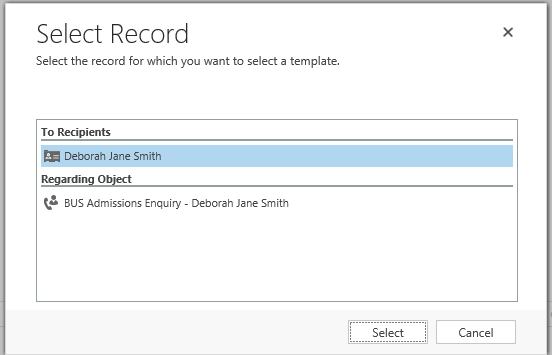 Select Record
Select the record for which you want to select a template.
To Recipients
Deborah Jane Smith
Regarding Object
BUS Admissions Enquiry - Deborah Jane Smith
Select
Cancel